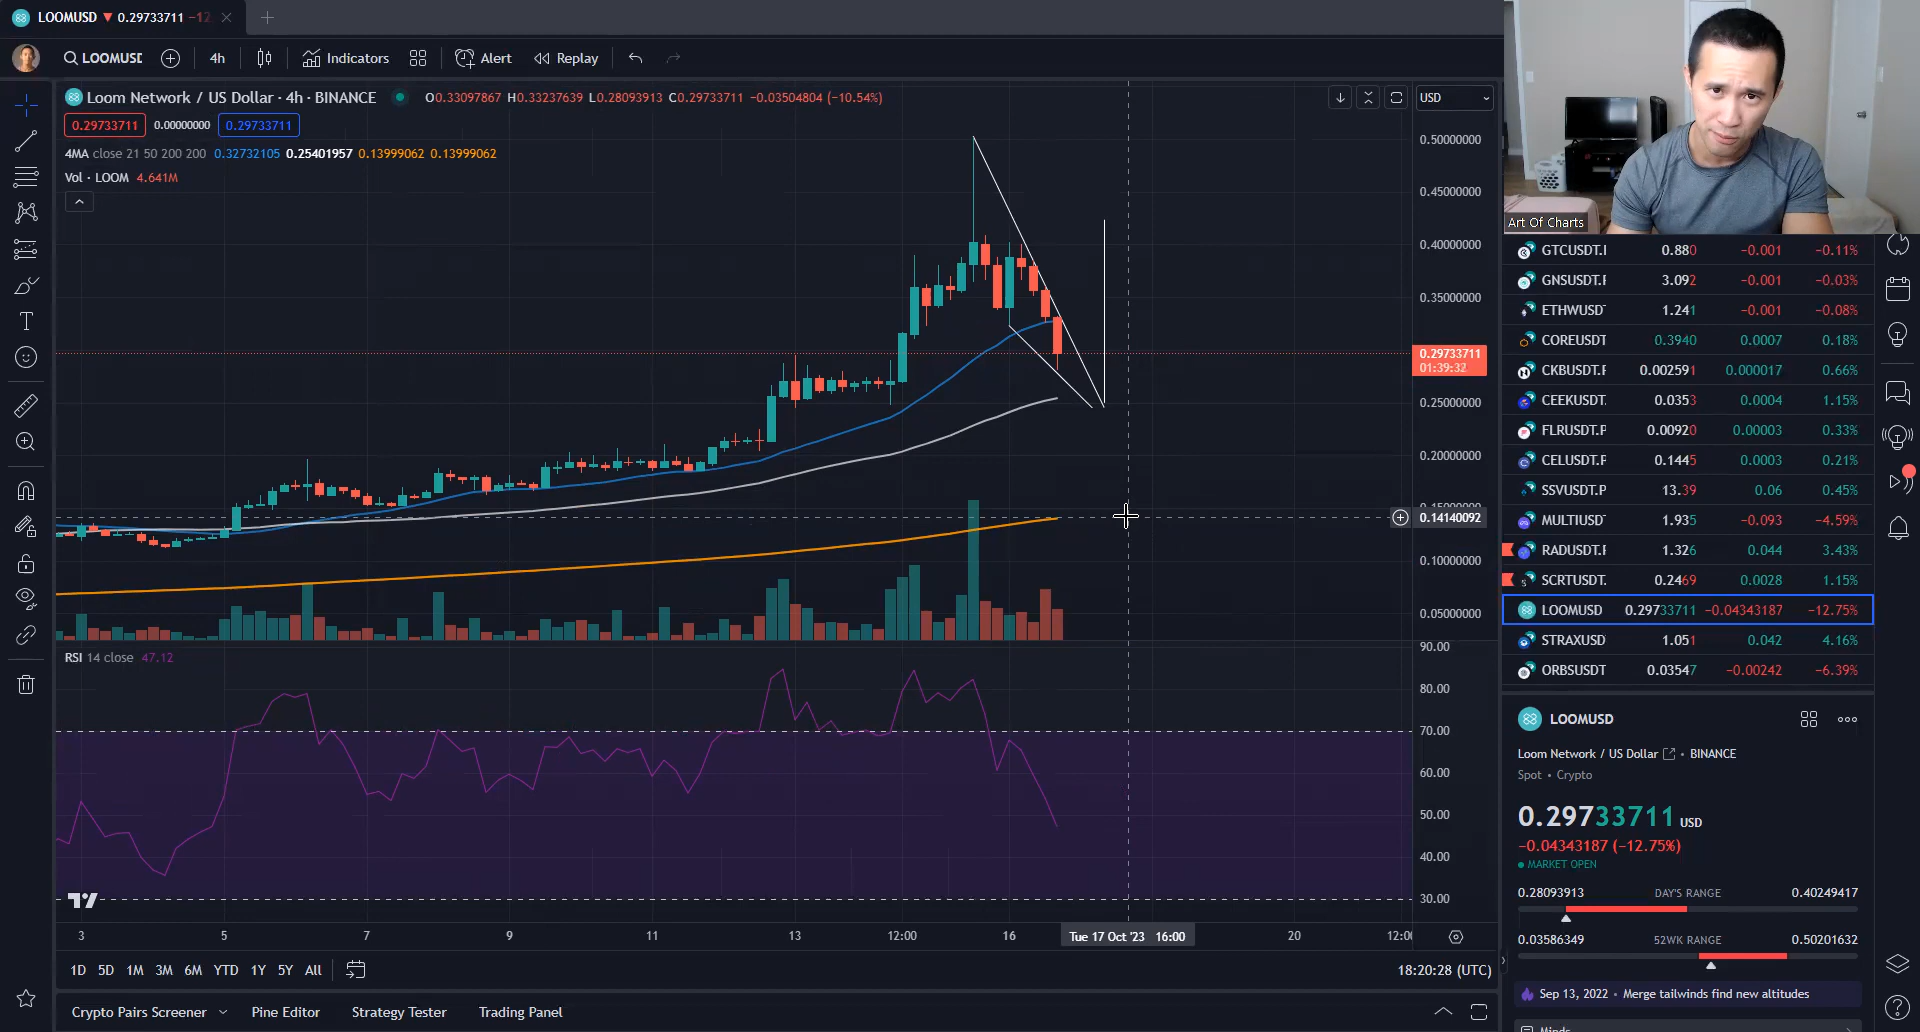 LOOMUSD ▼ 0.29733711 −12
LOOMUSD 4h Indicators Alert Replay
Loom Network / US Dollar · 4h · BINANCE O0.33097867 H0.33237639 L0.28093913 C0.29733711 −0.03504804 (−10.54%)
USD
0.29733711 0.00000000 0.29733711
4MA close 21 50 200 200 0.32732105 0.25401957 0.13999062 0.13999062
Vol · LOOM 4.641M
0.50000000
0.45000000
0.40000000
0.35000000
0.29733711
01:39:32
0.25000000
0.20000000
0.14140092
0.10000000
0.05000000
RSI 14 close 47.12
90.00
80.00
70.00
60.00
50.00
40.00
30.00
3 5 7 9 11 13 12:00 16 Tue 17 Oct '23 16:00 20 12:00
1D 5D 1M 3M 6M YTD 1Y 5Y All
18:20:28 (UTC)
Crypto Pairs Screener Pine Editor Strategy Tester Trading Panel
Art Of Charts
GTCUSDT.F 0.880 −0.001 −0.11%
GNSUSDT.F 3.092 −0.001 −0.03%
ETHWUSDT 1.241 −0.001 −0.08%
COREUSDT 0.3940 0.0007 0.18%
CKBUSDT.F 0.002591 0.000017 0.66%
CEEKUSDT. 0.0353 0.0004 1.15%
FLRUSDT.P 0.00920 0.00003 0.33%
CELUSDT.P 0.1445 0.0003 0.21%
SSVUSDT.P 13.39 0.06 0.45%
MULTIUSDT 1.935 −0.093 −4.59%
RADUSDT.F 1.326 0.044 3.43%
SCRTUSDT. 0.2469 0.0028 1.15%
LOOMUSD 0.29733711 −0.04343187 −12.75%
STRAXUSD 1.051 0.042 4.16%
ORBSUSDT 0.03547 −0.00242 −6.39%
LOOMUSD
Loom Network / US Dollar • BINANCE
Spot • Crypto
0.29733711 USD
−0.04343187 (−12.75%)
MARKET OPEN
0.28093913 DAY'S RANGE 0.40249417
0.03586349 52WK RANGE 0.50201632
Sep 13, 2022 • Merge tailwinds find new altitudes